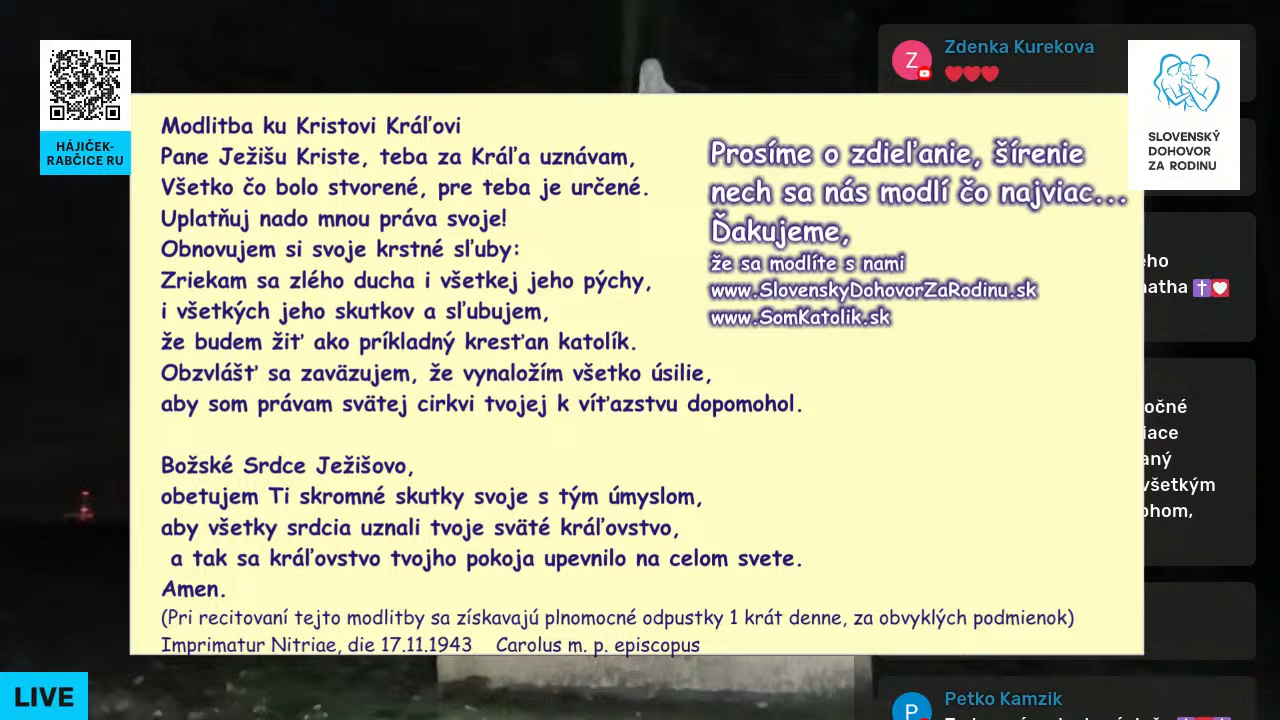 HÁJIČEK-
RABČICE RU
Modlitba ku Kristovi Kráľovi
Pane Ježišu Kriste, teba za Kráľa uznávam,
Všetko čo bolo stvorené, pre teba je určené.
Uplatňuj nado mnou práva svoje!
Obnovujem si svoje krstné sľuby:
Zriekam sa zlého ducha i všetkej jeho pýchy,
i všetkých jeho skutkov a sľubujem,
že budem žiť ako príkladný kresťan katolík.
Obzvlášť sa zaväzujem, že vynaložím všetko úsilie,
aby som právam svätej cirkvi tvojej k víťazstvu dopomohol.
Božské Srdce Ježišovo,
obetujem Ti skromné skutky svoje s tým úmyslom,
aby všetky srdcia uznali tvoje sväté kráľovstvo,
a tak sa kráľovstvo tvojho pokoja upevnilo na celom svete.
Amen.
(Pri recitovaní tejto modlitby sa získavajú plnomocné odpustky 1 krát denne, za obvyklých podmienok)
Imprimatur Nitriae, die 17.11.1943 Carolus m. p. episcopus
Prosíme o zdieľanie, šírenie
nech sa nás modlí čo najviac...
Ďakujeme,
že sa modlíte s nami
www.SlovenskyDohovorZaRodinu.sk
www.SomKatolik.sk
Z
Zdenka Kurekova
❤❤❤
SLOVENSKÝ
DOHOVOR
ZA RODINU
všetkým
P
Petko Kamzik
LIVE